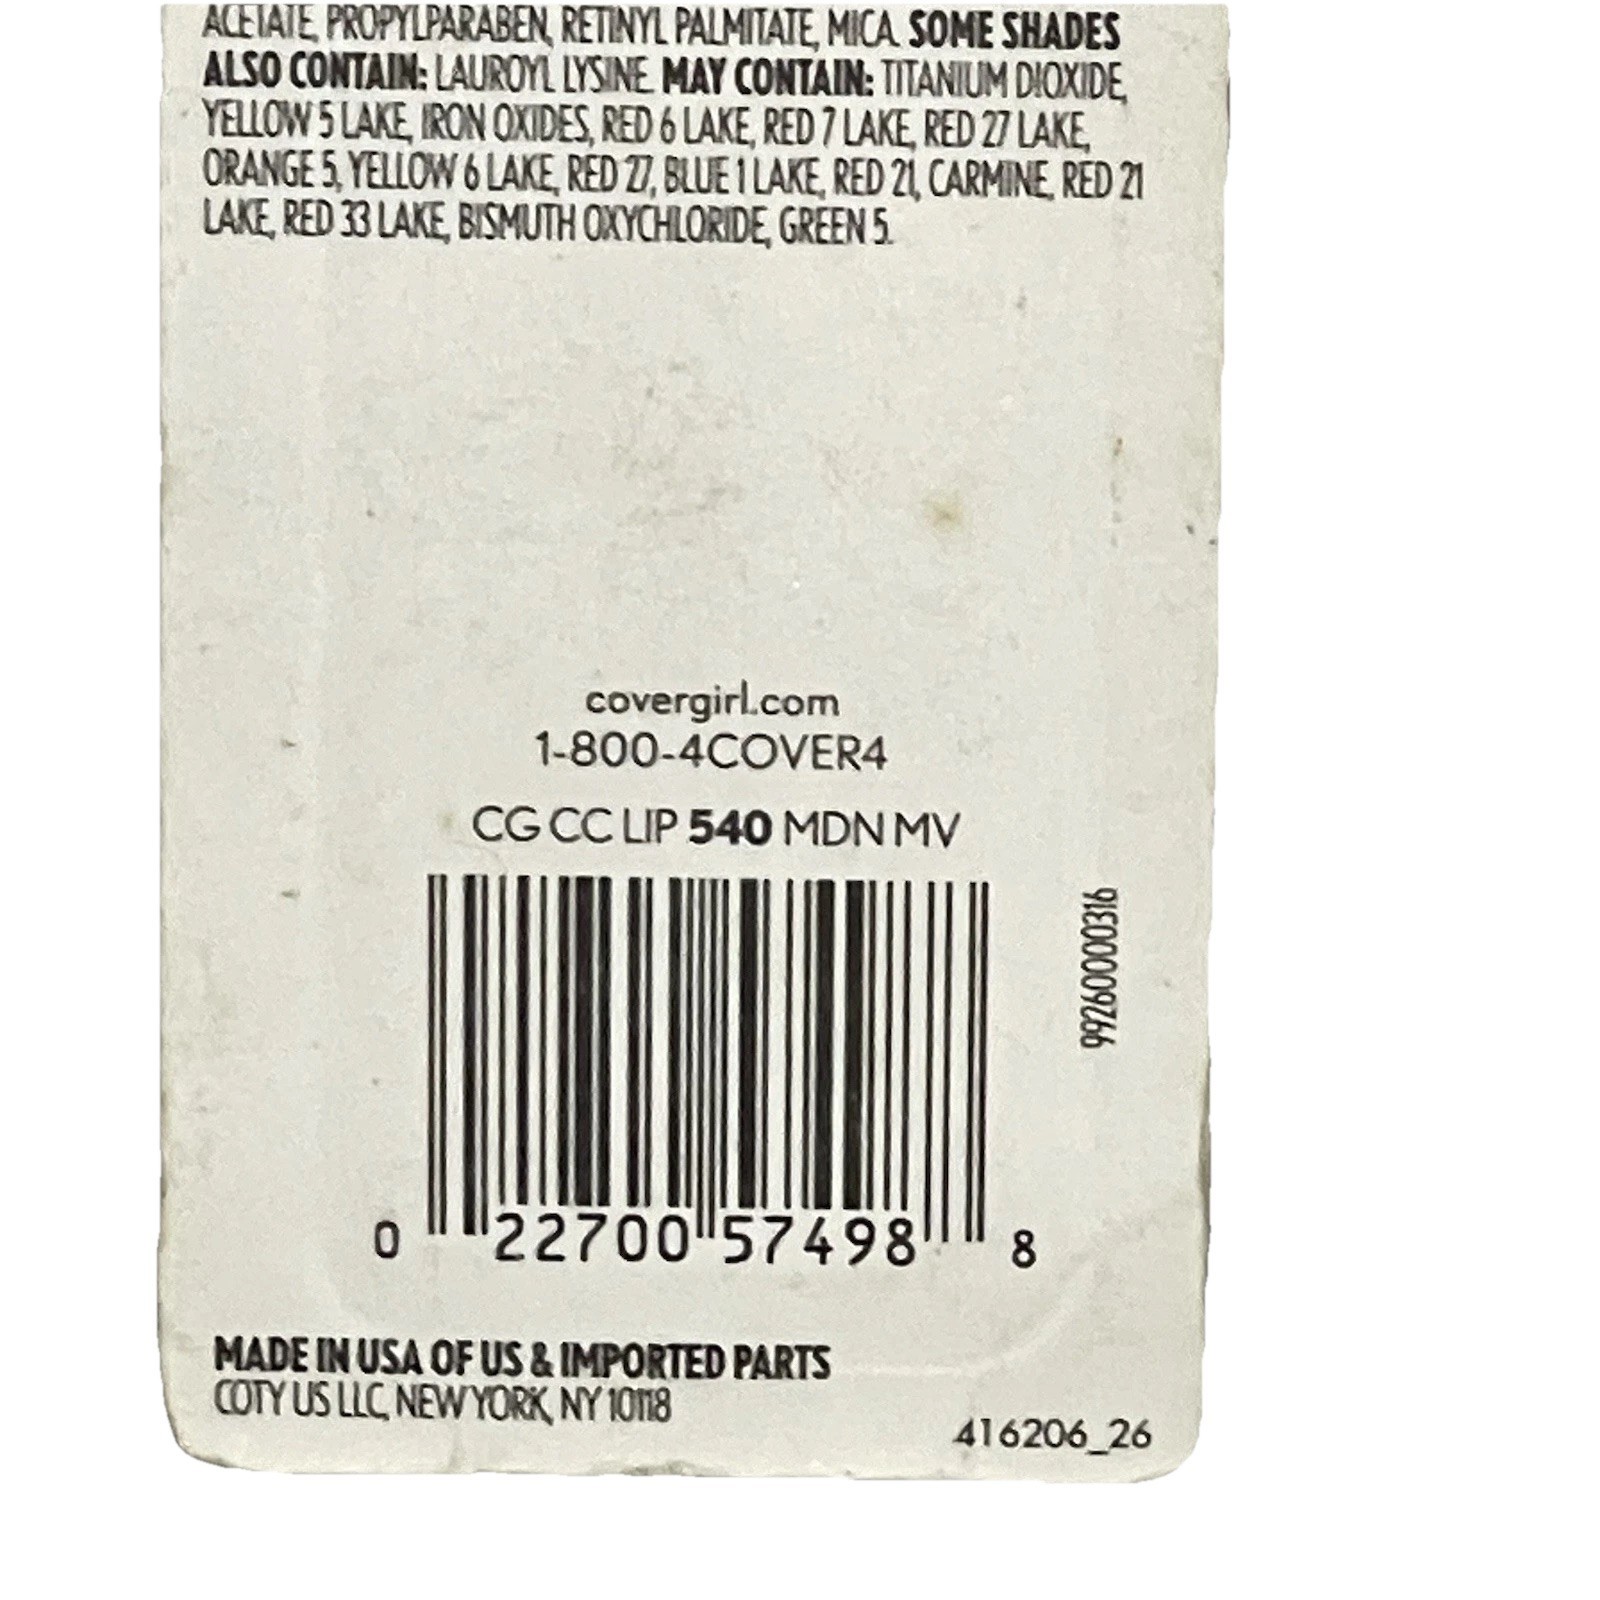 ACETATE, PROPYLPARABEN, RETINYL PALMITATE, MICA. SOME SHADES
ALSO CONTAIN: LAUROYL LYSINE. MAY CONTAIN: TITANIUM DIOXIDE,
YELLOW 5 LAKE, IRON OXIDES, RED 6 LAKE, RED 7 LAKE, RED 27 LAKE,
ORANGE 5, YELLOW 6 LAKE, RED 27, BLUE 1 LAKE, RED 21, CARMINE, RED 21
LAKE, RED 33 LAKE, BISMUTH OXYCHLORIDE, GREEN 5.
covergirl.com
1-800-4COVER4
CG CC LIP 540 MDN MV
99260000316
0 22700 57498 8
MADE IN USA OF US & IMPORTED PARTS
COTY US LLC, NEW YORK, NY 10118
416206_26